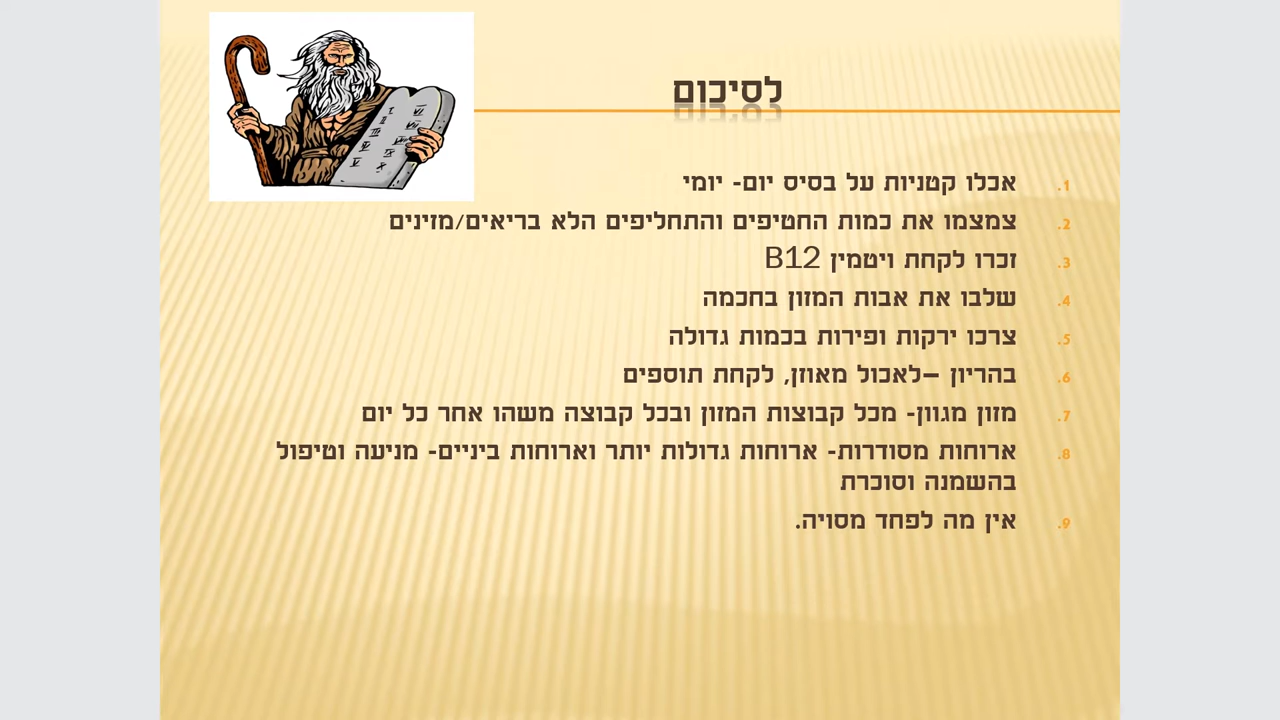 לסיכום
1. אכלו קטניות על בסיס יום- יומי
2. צמצמו את כמות החטיפים והתחליפים הלא בריאים/מזינים
3. זכרו לקחת ויטמין B12
4. שלבו את אבות המזון בחכמה
5. צרכו ירקות ופירות בכמות גדולה
6. בהריון –לאכול מאוזן, לקחת תוספים
7. מזון מגוון- מכל קבוצות המזון ובכל קבוצה משהו אחר כל יום
8. ארוחות מסודרות- ארוחות גדולות יותר וארוחות ביניים- מניעה וטיפול
בהשמנה וסוכרת
9. אין מה לפחד מסויה.